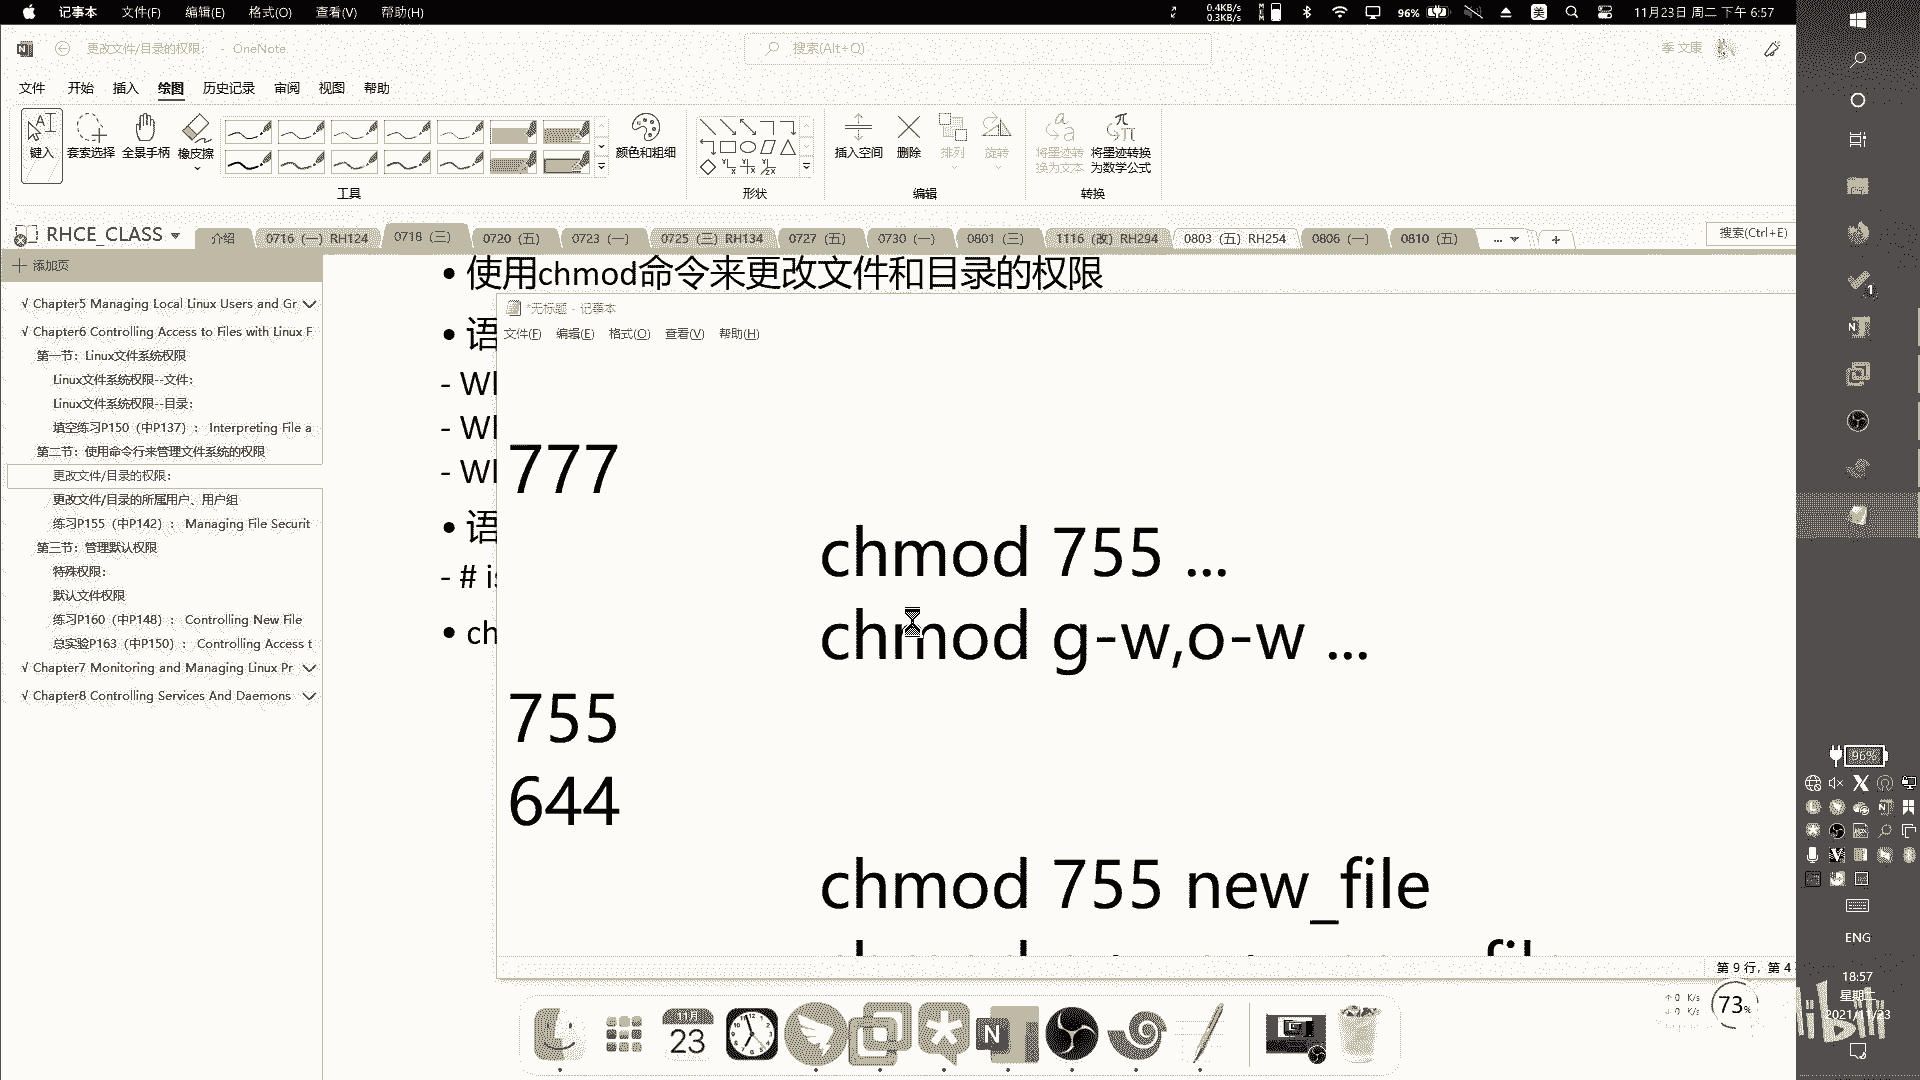 记事本 文件(F) 编辑(E) 格式(O) 查看(V) 帮助(H) 0.4KB/s 0.3KB/s 96% 美 11月23日 周二 下午 6:57
更改文件/目录的权限: - OneNote 搜索(Alt+Q) 季 文康
文件 开始 插入 绘图 历史记录 审阅 视图 帮助
键入 套索选择 全景手柄 橡皮擦 颜色和粗细 插入空间 删除 排列 旋转 将墨迹转换为文本 将墨迹转换为数学公式
工具 形状 编辑 转换
RHCE_CLASS 介绍 0716 (一) RH124 0718 (三) 0720 (五) 0723 (一) 0725 (三) RH134 0727 (五) 0730 (一) 0801 (三) 1116 (改) RH294 0803 (五) RH254 0806 (一) 0810 (五) ... + 搜索(Ctrl+E)
添加页
√ Chapter5 Managing Local Linux Users and Gr
√ Chapter6 Controlling Access to Files with Linux F
第一节：Linux文件系统权限
Linux文件系统权限--文件：
Linux文件系统权限--目录：
填空练习P150（中P137）： Interpreting File a
第二节：使用命令行来管理文件系统的权限
更改文件/目录的权限：
更改文件/目录的所属用户、用户组
练习P155（中P142）： Managing File Securit
第三节：管理默认权限
特殊权限：
默认文件权限
练习P160（中P148）： Controlling New File
总实验P163（中P150）： Controlling Access t
√ Chapter7 Monitoring and Managing Linux Pr
√ Chapter8 Controlling Services And Daemons
• 使用chmod命令来更改文件和目录的权限
• 语
- Wh
- Wh
- Wh
• 语
- # is
• ch
*无标题 - 记事本
文件(F) 编辑(E) 格式(O) 查看(V) 帮助(H)
777
chmod 755 ...
chmod g-w,o-w ...
755
644
chmod 755 new_file
第 9 行，第 4
11月
23
73%
96%
ENG
18:57
星期二
2021/11/23